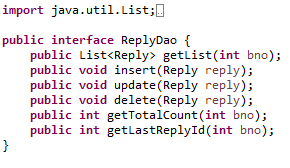 import java.util.List;
public interface ReplyDao {
    public List<Reply> getList(int bno);
    public void insert(Reply reply);
    public void update(Reply reply);
    public void delete(Reply reply);
    public int getTotalCount(int bno);
    public int getLastReplyId(int bno);
}